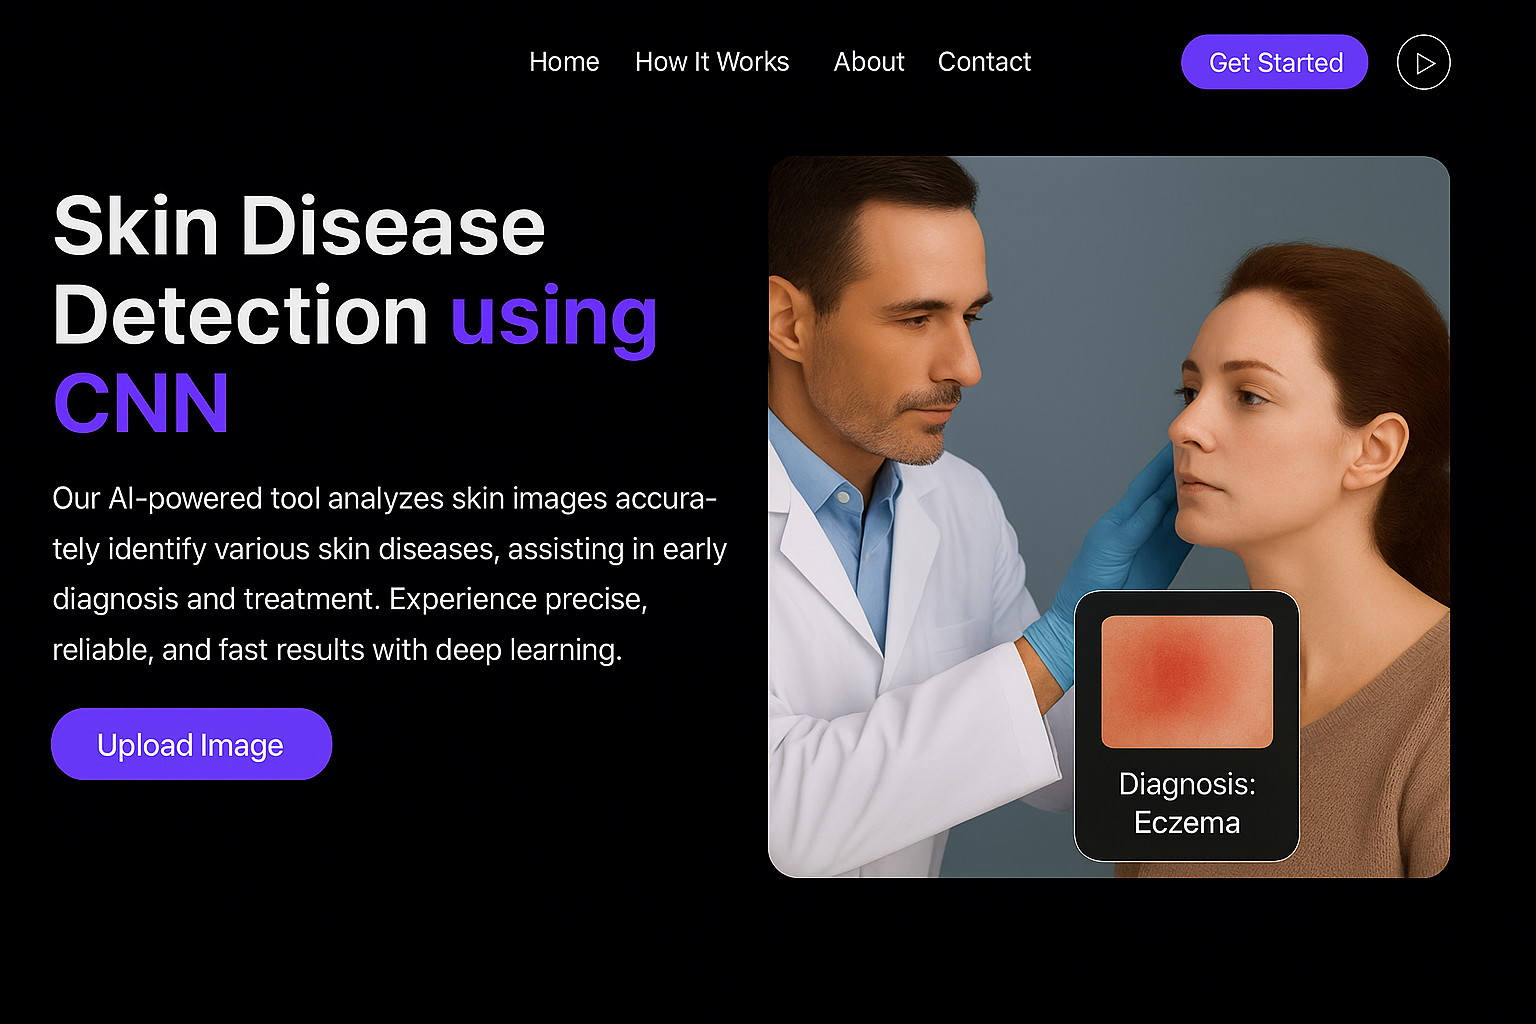 Home How It Works About Contact Get Started
Skin Disease
Detection using
CNN
Our AI-powered tool analyzes skin images accura-
tely identify various skin diseases, assisting in early
diagnosis and treatment. Experience precise,
reliable, and fast results with deep learning.
Upload Image
Diagnosis:
Eczema